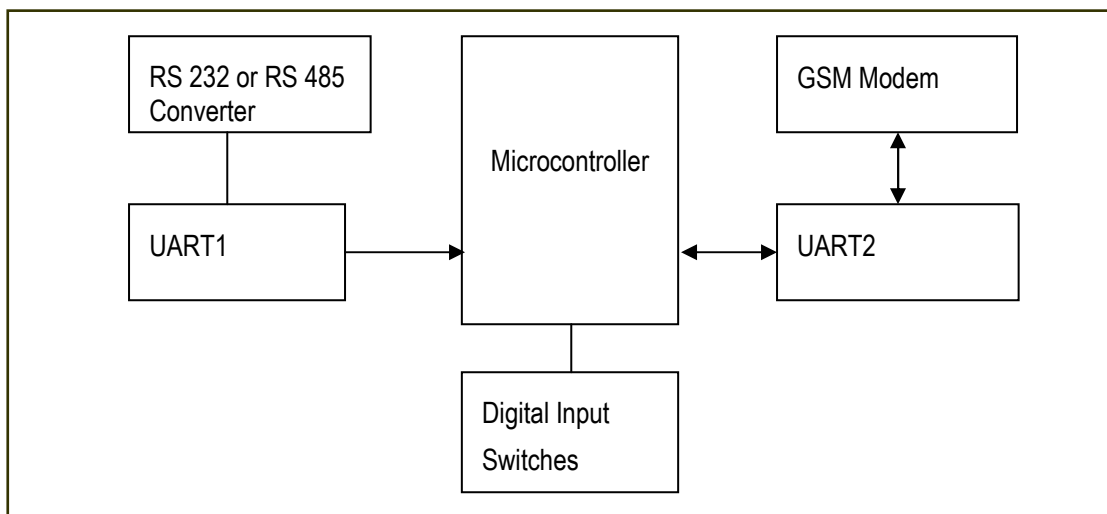 RS 232 or RS 485
Converter
UART1
Microcontroller
Digital Input
Switches
GSM Modem
UART2